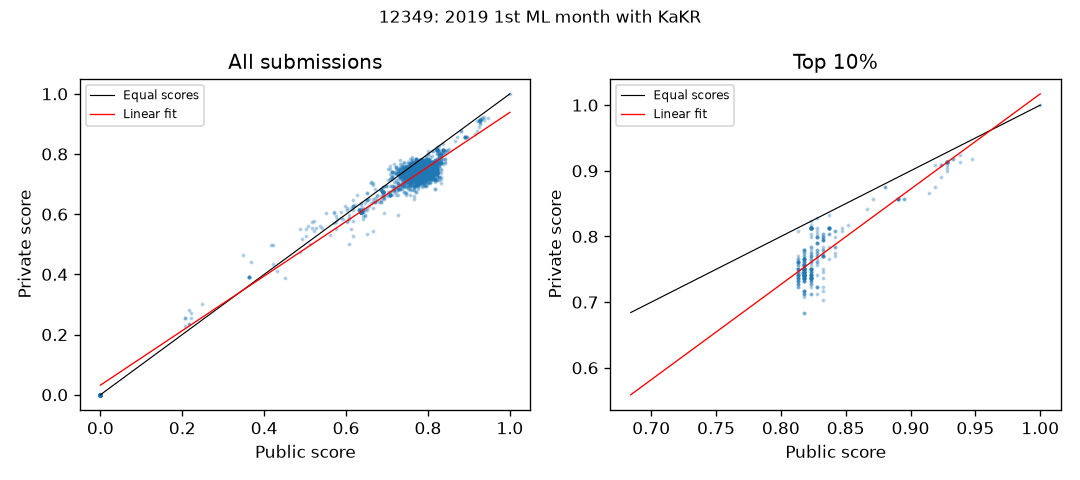 12349: 2019 1st ML month with KaKR
All submissions
Equal scores
Linear fit
Private score
1.0
0.8
0.6
0.4
0.2
0.0
0.0 0.2 0.4 0.6 0.8 1.0
Public score
Top 10%
Equal scores
Linear fit
Private score
1.0
0.9
0.8
0.7
0.6
0.70 0.75 0.80 0.85 0.90 0.95 1.00
Public score